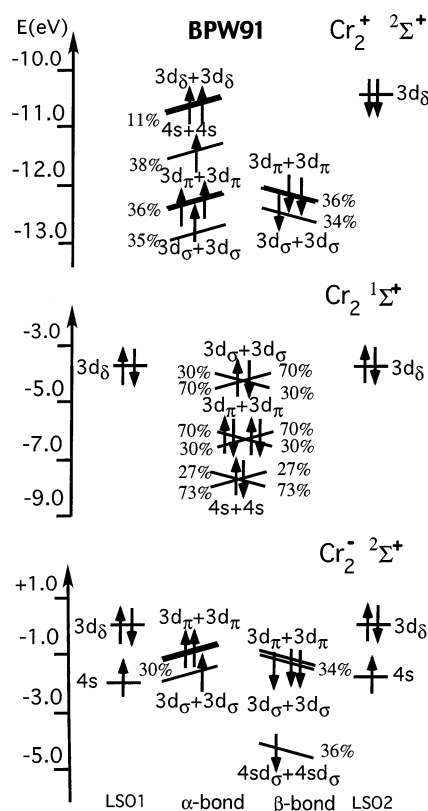 E(eV) BPW91 Cr₂⁺ ²Σ⁺
-10.0
3dδ+3dδ
3dδ
-11.0
11%
4s+4s
38%
3dπ+3dπ 3dπ+3dπ
-12.0
36% 36%
34%
35%
-13.0
3dσ+3dσ 3dσ+3dσ
Cr₂ ¹Σ⁺
-3.0
3dσ+3dσ
3dδ 30% 70% 3dδ
70% 30%
-5.0
3dπ+3dπ
70% 70%
30% 30%
-7.0
27% 27%
73% 73%
4s+4s
-9.0
Cr₂⁻ ²Σ⁺
+1.0
3dδ 3dπ+3dπ 3dδ
3dπ+3dπ
-1.0
4s 30% 34% 4s
3dσ+3dσ 3dσ+3dσ
-3.0
36%
4sdσ+4sdσ
-5.0
LSO1 α-bond β-bond LSO2